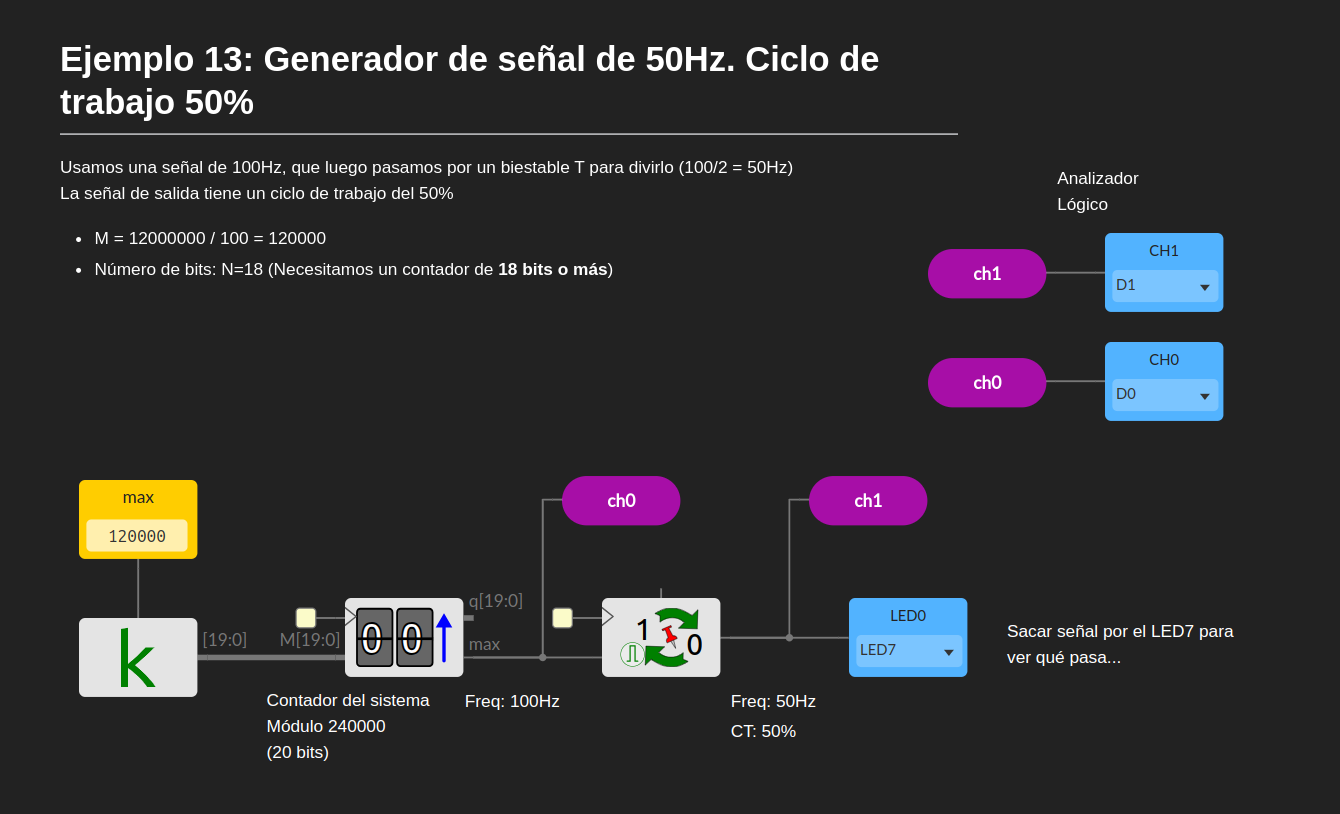 Ejemplo 13: Generador de señal de 50Hz. Ciclo de
trabajo 50%
Usamos una señal de 100Hz, que luego pasamos por un biestable T para divirlo (100/2 = 50Hz)
La señal de salida tiene un ciclo de trabajo del 50%
• M = 12000000 / 100 = 120000
• Número de bits: N=18 (Necesitamos un contador de 18 bits o más)
Analizador
Lógico
ch1
CH1
D1
ch0
CH0
D0
max
120000
ch0
ch1
k
[19:0]
M[19:0]
0 0
q[19:0]
max
1
0
LED0
LED7
Sacar señal por el LED7 para
ver qué pasa...
Contador del sistema
Módulo 240000
(20 bits)
Freq: 100Hz
Freq: 50Hz
CT: 50%